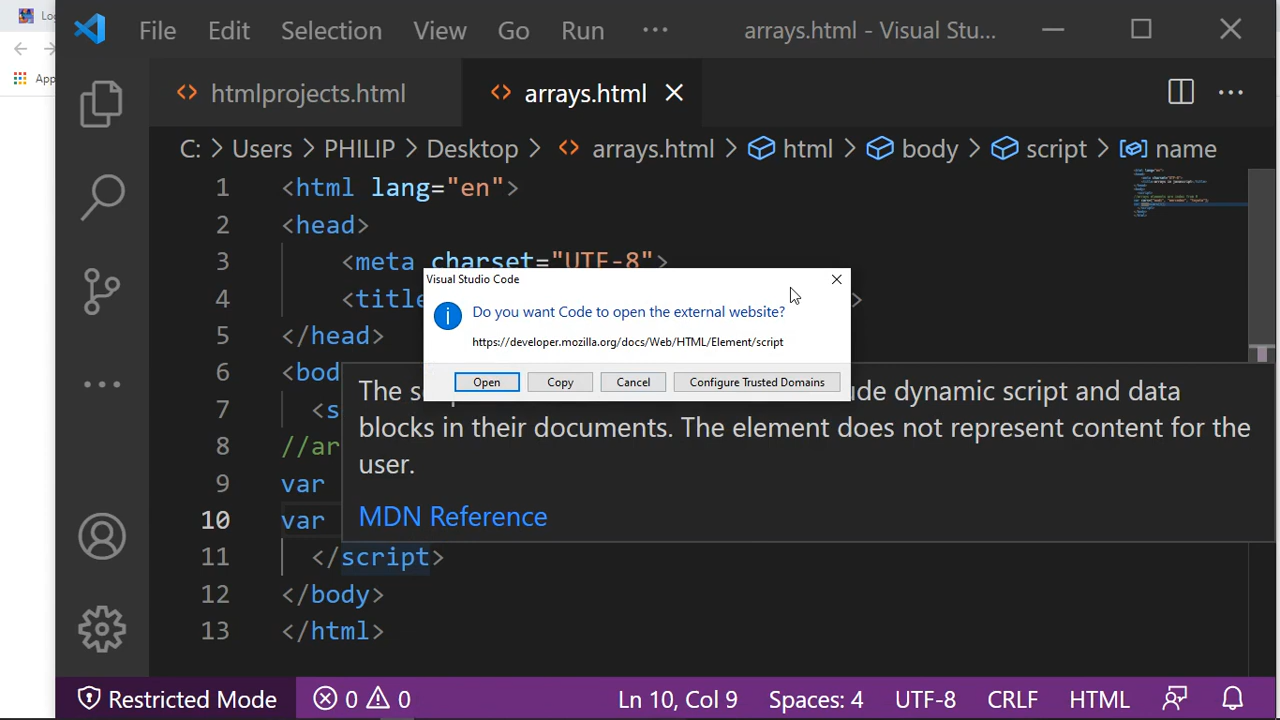 Lo
File Edit Selection View Go Run ··· arrays.html - Visual Stu...
App
htmlprojects.html arrays.html
C: > Users > PHILIP > Desktop > arrays.html > html > body > script > name
1 <html lang="en">
2 <head>
3 <meta charset="UTF-8">
4 <title >
5 </head>
6 <bod
7 <s
8 //ar
9 var
10 var
11 </script>
12 </body>
13 </html>
Visual Studio Code
Do you want Code to open the external website?
https://developer.mozilla.org/docs/Web/HTML/Element/script
Open Copy Cancel Configure Trusted Domains
The s ude dynamic script and data
blocks in their documents. The element does not represent content for the
user.
MDN Reference
Restricted Mode 0 0 Ln 10, Col 9 Spaces: 4 UTF-8 CRLF HTML